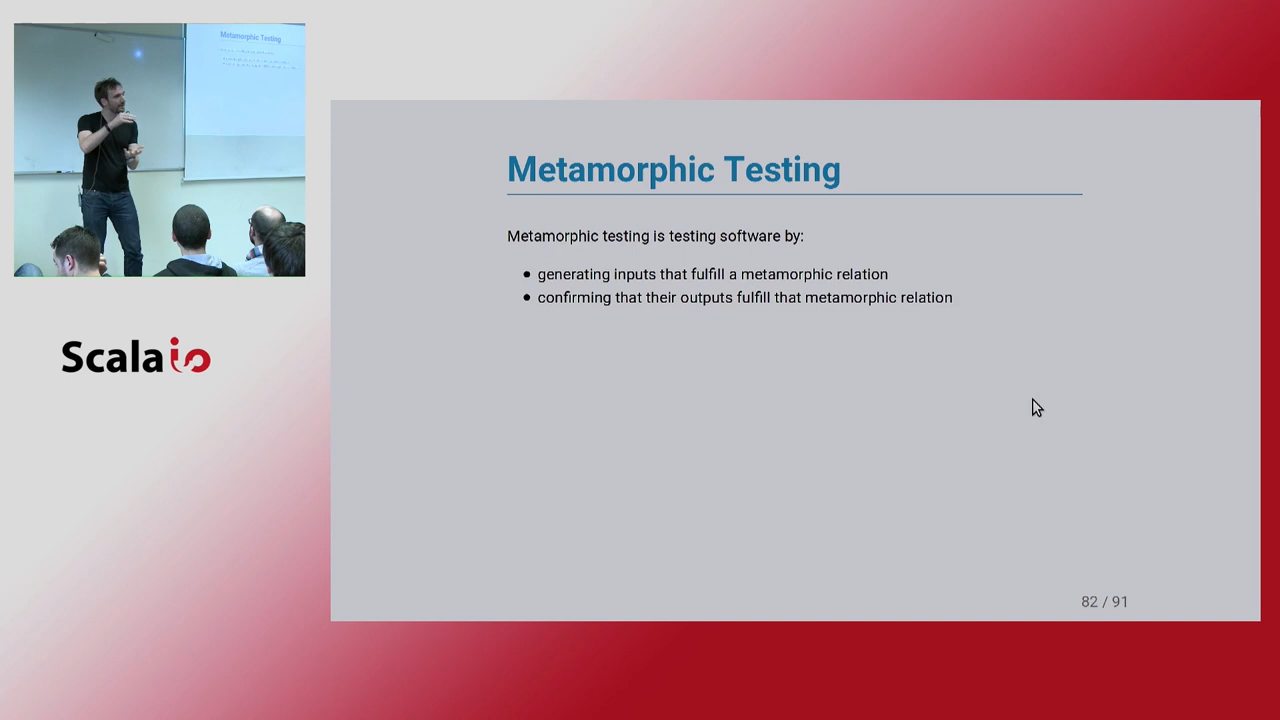 Metamorphic Testing
Scala io
Metamorphic Testing
Metamorphic testing is testing software by:
• generating inputs that fulfill a metamorphic relation
• confirming that their outputs fulfill that metamorphic relation
82 / 91